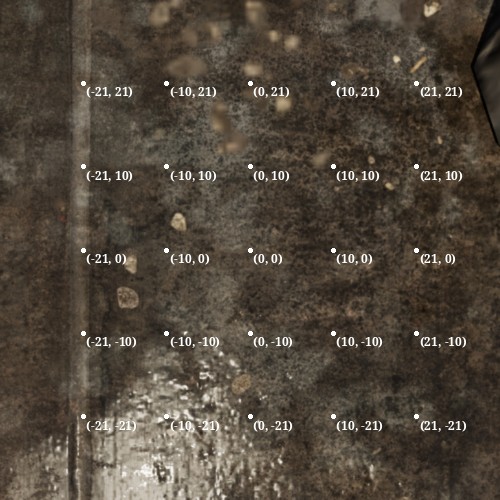 (-21, 21) (-10, 21) (0, 21) (10, 21) (21, 21)
(-21, 10) (-10, 10) (0, 10) (10, 10) (21, 10)
(-21, 0) (-10, 0) (0, 0) (10, 0) (21, 0)
(-21, -10) (-10, -10) (0, -10) (10, -10) (21, -10)
(-21, -21) (-10, -21) (0, -21) (10, -21) (21, -21)